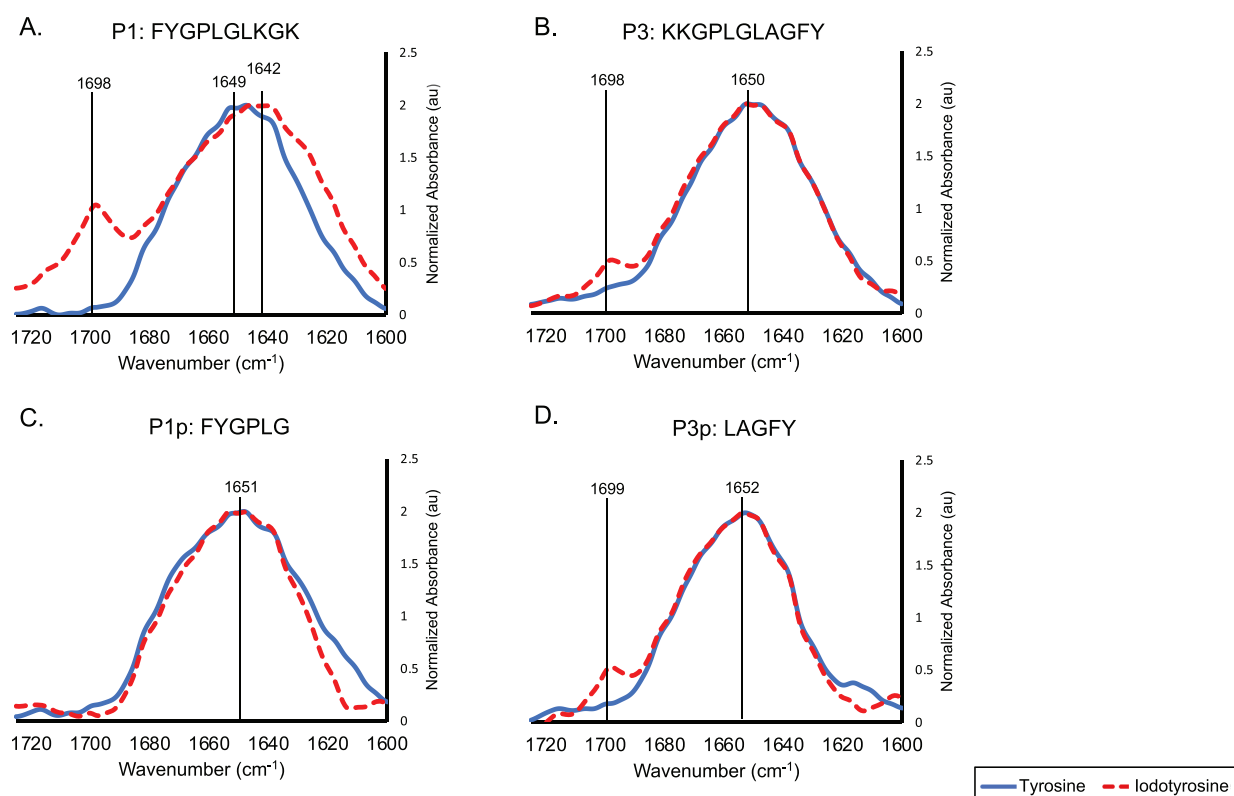 A.
P1: FYGPLGLKGK
1698
1649
1642
2.5
2
1.5
1
0.5
0
Normalized Absorbance (au)
1720 1700 1680 1660 1640 1620 1600
Wavenumber (cm⁻¹)
B.
P3: KKGPLGLAGFY
1698
1650
2.5
2
1.5
1
0.5
0
Normalized Absorbance (au)
1720 1700 1680 1660 1640 1620 1600
Wavenumber (cm⁻¹)
C.
P1p: FYGPLG
1651
2.5
2
1.5
1
0.5
0
Normalized Absorbance (au)
1720 1700 1680 1660 1640 1620 1600
Wavenumber (cm⁻¹)
D.
P3p: LAGFY
1699
1652
2.5
2
1.5
1
0.5
0
Normalized Absorbance (au)
1720 1700 1680 1660 1640 1620 1600
Wavenumber (cm⁻¹)
Tyrosine Iodotyrosine